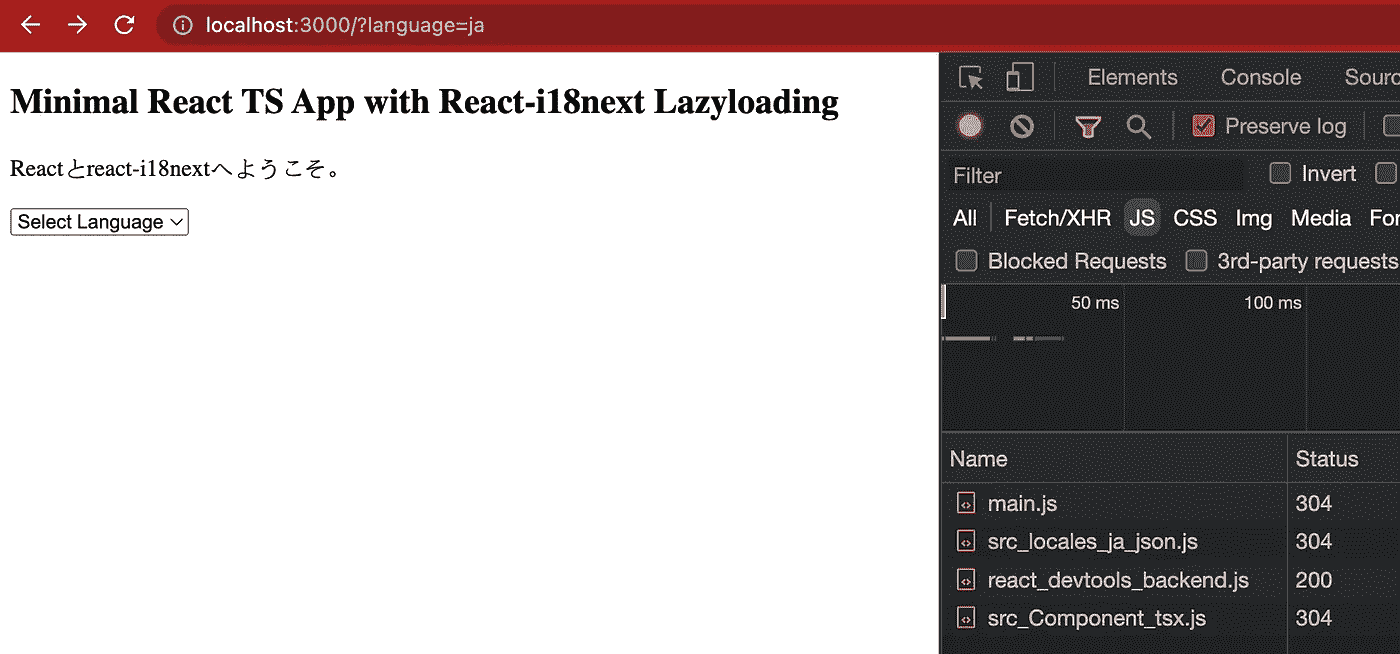 localhost:3000/?language=ja
Minimal React TS App with React-i18next Lazyloading
Reactとreact-i18nextへようこそ。
Select Language
Elements Console Sourc
Preserve log
Filter Invert
All Fetch/XHR JS CSS Img Media For
Blocked Requests 3rd-party requests
50 ms 100 ms
Name Status
main.js 304
src_locales_ja_json.js 304
react_devtools_backend.js 200
src_Component_tsx.js 304